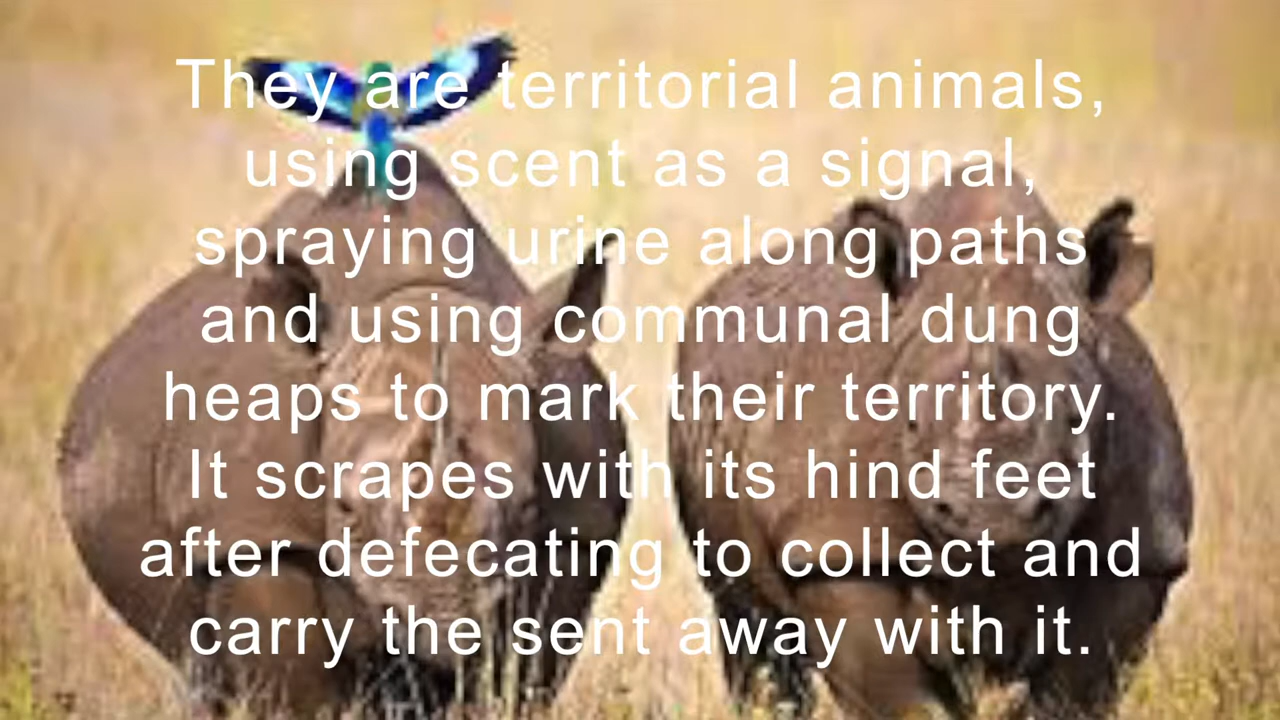 They are territorial animals,
using scent as a signal,
spraying urine along paths
and using communal dung
heaps to mark their territory.
It scrapes with its hind feet
after defecating to collect and
carry the sent away with it.